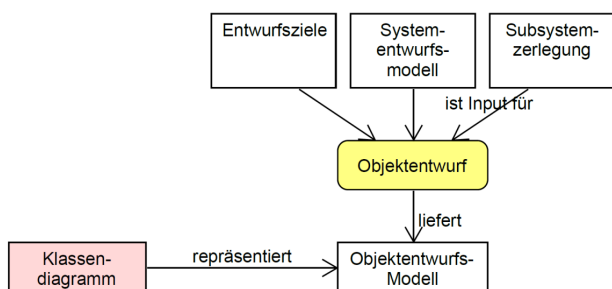 Entwurfsziele
System-
entwurfs-
modell
Subsystem-
zerlegung
ist Input für
Objektentwurf
liefert
Klassen-
diagramm
repräsentiert
Objektentwurfs-
Modell